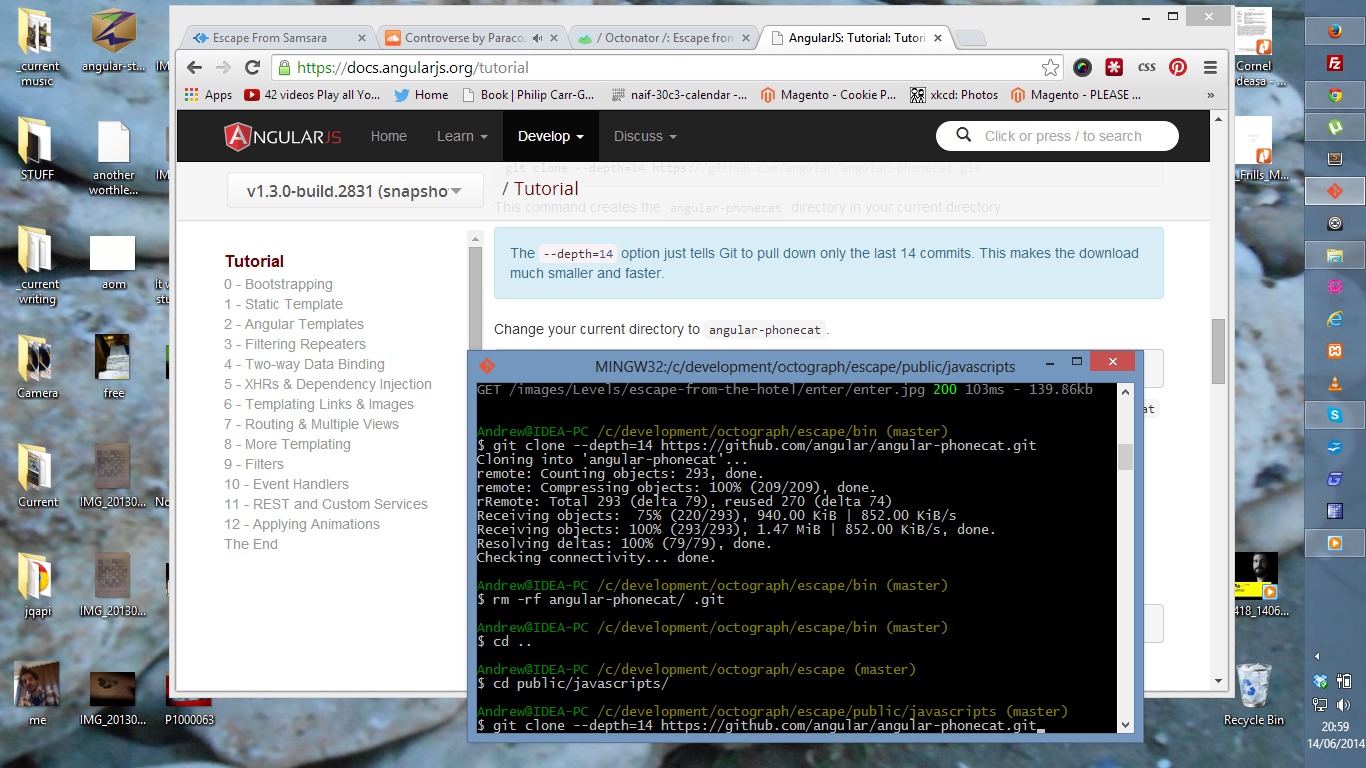 Escape From Samsara
Controverse by Paraco
/ Octonator /: Escape from
AngularJS: Tutorial: Tutori
https://docs.angularjs.org/tutorial
css
Apps
42 videos Play all Yo...
Home
Book | Philip Carr-G...
naif-30c3-calendar -...
Magento - Cookie P...
xkcd: Photos
Magento - PLEASE ...
»
ANGULARJS
Home
Learn
Develop
Discuss
Click or press / to search
v1.3.0-build.2831 (snapsho
git clone --depth=14 https://github.com/angular/angular-phonecat.git
/ Tutorial
This command creates the angular-phonecat directory in your current directory
The --depth=14 option just tells Git to pull down only the last 14 commits. This makes the download
much smaller and faster.
Change your current directory to angular-phonecat .
at
Tutorial
0 - Bootstrapping
1 - Static Template
2 - Angular Templates
3 - Filtering Repeaters
4 - Two-way Data Binding
5 - XHRs & Dependency Injection
6 - Templating Links & Images
7 - Routing & Multiple Views
8 - More Templating
9 - Filters
10 - Event Handlers
11 - REST and Custom Services
12 - Applying Animations
The End
MINGW32:/c/development/octograph/escape/public/javascripts
GET /images/Levels/escape-from-the-hotel/enter/enter.jpg 200 103ms - 139.86kb
Andrew@IDEA-PC /c/development/octograph/escape/bin (master)
$ git clone --depth=14 https://github.com/angular/angular-phonecat.git
Cloning into 'angular-phonecat'...
remote: Counting objects: 293, done.
remote: Compressing objects: 100% (209/209), done.
rRemote: Total 293 (delta 79), reused 270 (delta 74)
Receiving objects:  75% (220/293), 940.00 KiB | 852.00 KiB/s
Receiving objects: 100% (293/293), 1.47 MiB | 852.00 KiB/s, done.
Resolving deltas: 100% (79/79), done.
Checking connectivity... done.
Andrew@IDEA-PC /c/development/octograph/escape/bin (master)
$ rm -rf angular-phonecat/ .git
Andrew@IDEA-PC /c/development/octograph/escape/bin (master)
$ cd ..
Andrew@IDEA-PC /c/development/octograph/escape (master)
$ cd public/javascripts/
Andrew@IDEA-PC /c/development/octograph/escape/public/javascripts (master)
$ git clone --depth=14 https://github.com/angular/angular-phonecat.git
_current
music
angular-st...
IM
STUFF
another
worthle...
IM
_current
writing
aom
It w
stu
Camera
free
Current
IMG_20130...
No
jqapi
IMG_20130...
me
IMG_20130...
P1000063
Cornel
deasa - ...
_Frills_M...
418_1406...
Recycle Bin
20:59
14/06/2014